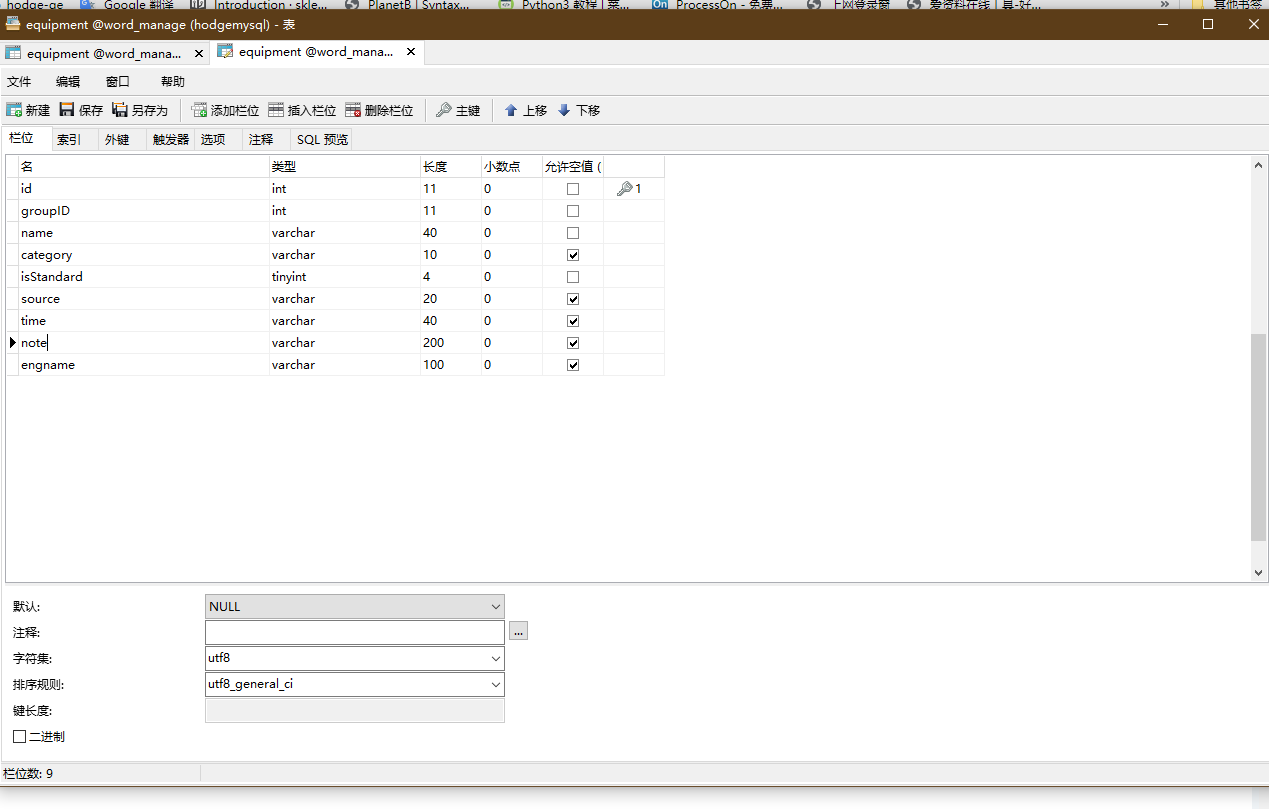 hodge-ge Google 翻译 Introduction · skle... PlanetB | Syntax... Python3 教程 | 菜... On ProcessOn - 免费... 上网登录窗 爱资料在线 | 真-好... » 其他书签
equipment @word_manage (hodgemysql) - 表
equipment @word_mana... equipment @word_mana...
文件 编辑 窗口 帮助
新建 保存 另存为 添加栏位 插入栏位 删除栏位 主键 上移 下移
栏位 索引 外键 触发器 选项 注释 SQL 预览
名 类型 长度 小数点 允许空值 (
id int 11 0 1
groupID int 11 0
name varchar 40 0
category varchar 10 0
isStandard tinyint 4 0
source varchar 20 0
time varchar 40 0
note varchar 200 0
engname varchar 100 0
默认: NULL
注释: ...
字符集: utf8
排序规则: utf8_general_ci
键长度:
二进制
栏位数: 9